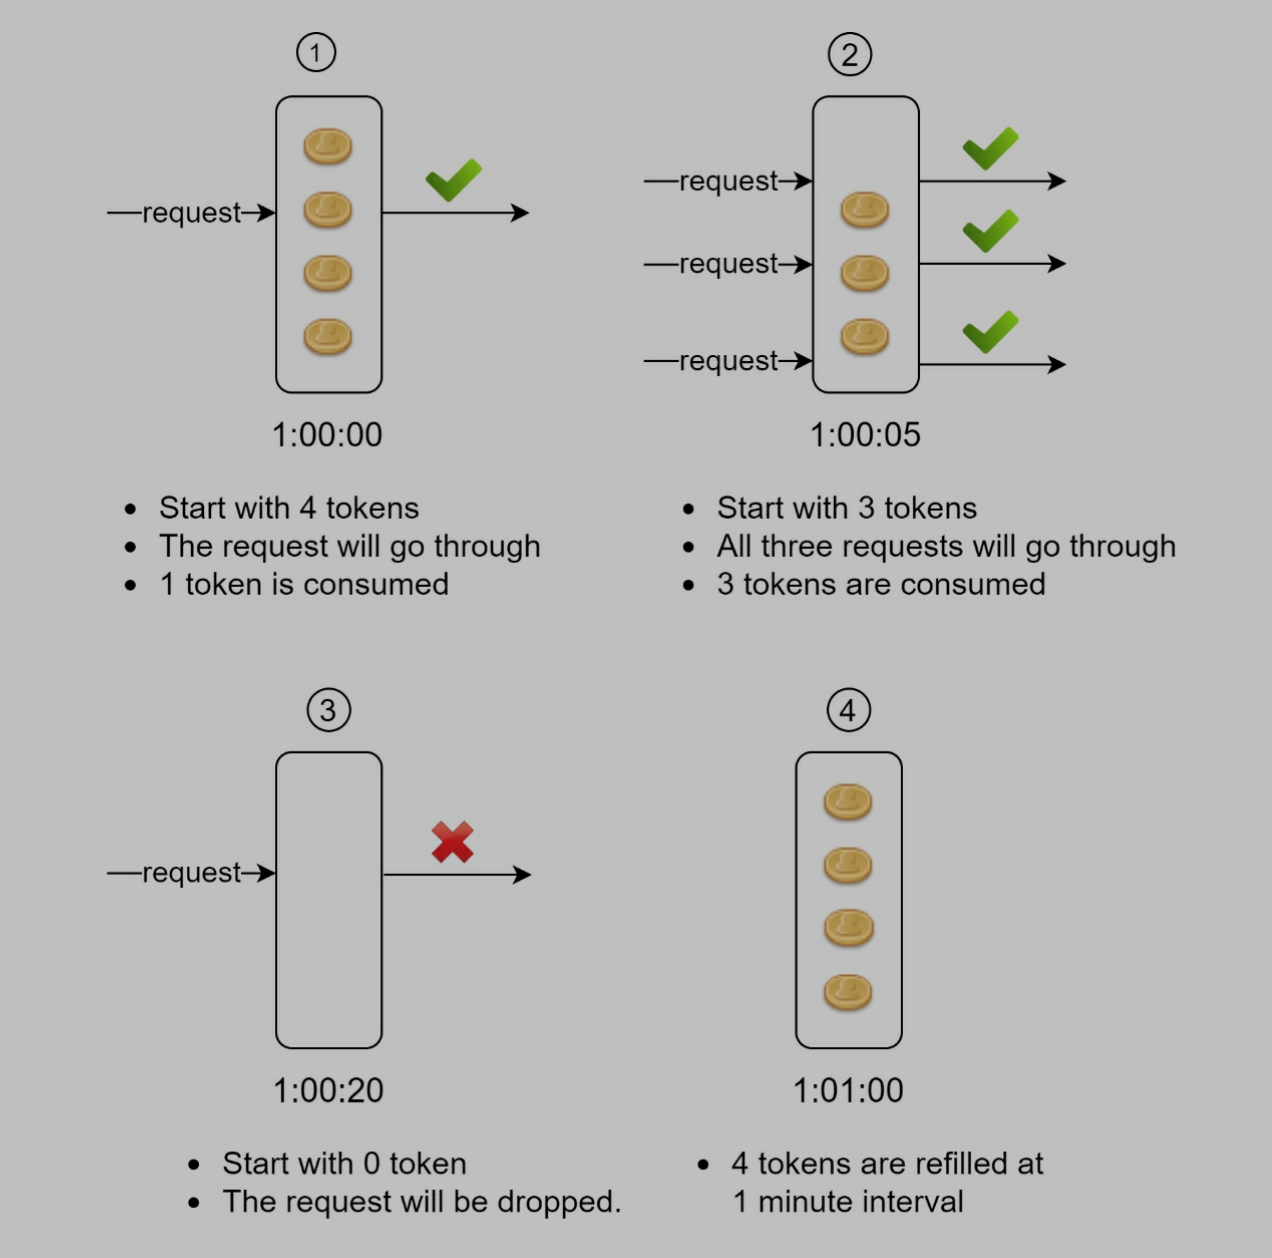 1
request
1:00:00
• Start with 4 tokens
• The request will go through
• 1 token is consumed
2
request
request
request
1:00:05
• Start with 3 tokens
• All three requests will go through
• 3 tokens are consumed
3
request
1:00:20
• Start with 0 token
• The request will be dropped.
4
1:01:00
• 4 tokens are refilled at
1 minute interval